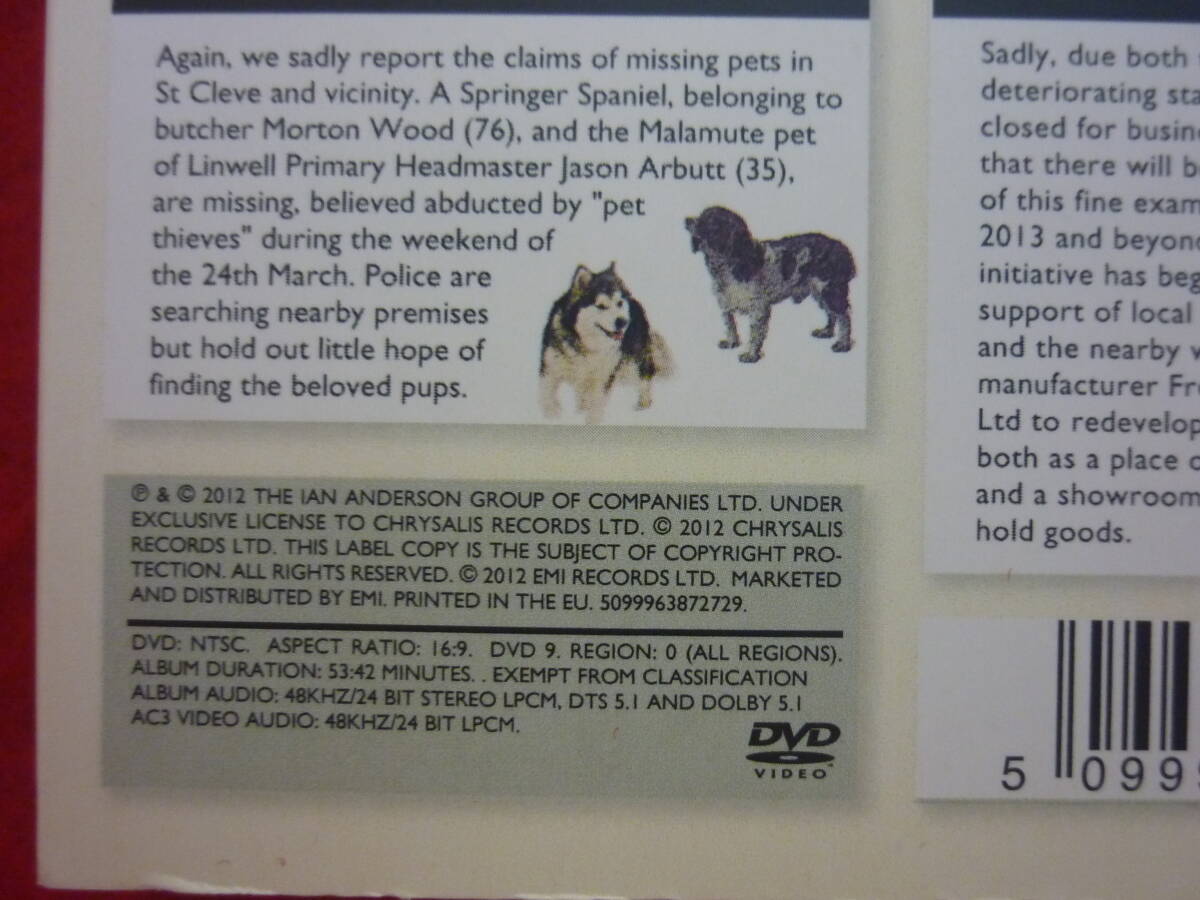 Again, we sadly report the claims of missing pets in
St Cleve and vicinity. A Springer Spaniel, belonging to
butcher Morton Wood (76), and the Malamute pet
of Linwell Primary Headmaster Jason Arbutt (35),
are missing, believed abducted by "pet
thieves" during the weekend of
the 24th March. Police are
searching nearby premises
but hold out little hope of
finding the beloved pups.
℗ & © 2012 THE IAN ANDERSON GROUP OF COMPANIES LTD. UNDER
EXCLUSIVE LICENSE TO CHRYSALIS RECORDS LTD. © 2012 CHRYSALIS
RECORDS LTD. THIS LABEL COPY IS THE SUBJECT OF COPYRIGHT PRO-
TECTION. ALL RIGHTS RESERVED. © 2012 EMI RECORDS LTD. MARKETED
AND DISTRIBUTED BY EMI. PRINTED IN THE EU. 5099963872729.
DVD: NTSC. ASPECT RATIO: 16:9. DVD 9. REGION: 0 (ALL REGIONS).
ALBUM DURATION: 53:42 MINUTES. . EXEMPT FROM CLASSIFICATION
ALBUM AUDIO: 48KHZ/24 BIT STEREO LPCM, DTS 5.1 AND DOLBY 5.1
AC3 VIDEO AUDIO: 48KHZ/24 BIT LPCM.
DVD
VIDEO
Sadly, due both
deteriorating
closed for
that there will
of this fine
2013 and
initiative has
support of local
and the nearby
manufacturer
Ltd to
both as a place
and a showroom
hold goods.
5 099